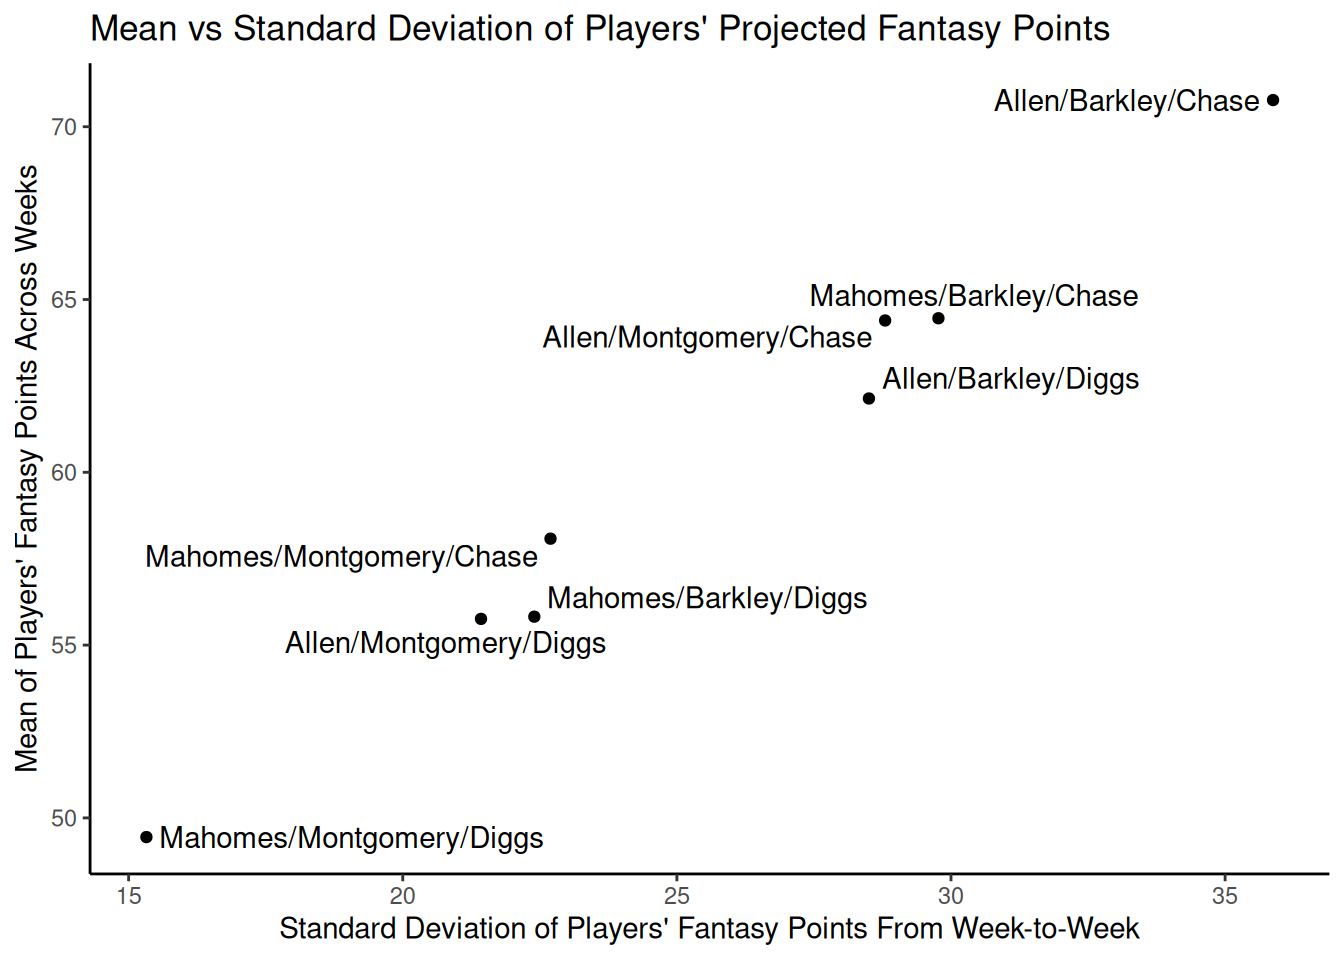 Mean vs Standard Deviation of Players' Projected Fantasy Points
Mean of Players' Fantasy Points Across Weeks
70
65
60
55
50
Allen/Barkley/Chase
Mahomes/Barkley/Chase
Allen/Montgomery/Chase
Allen/Barkley/Diggs
Mahomes/Montgomery/Chase
Mahomes/Barkley/Diggs
Allen/Montgomery/Diggs
Mahomes/Montgomery/Diggs
15 20 25 30 35
Standard Deviation of Players' Fantasy Points From Week-to-Week